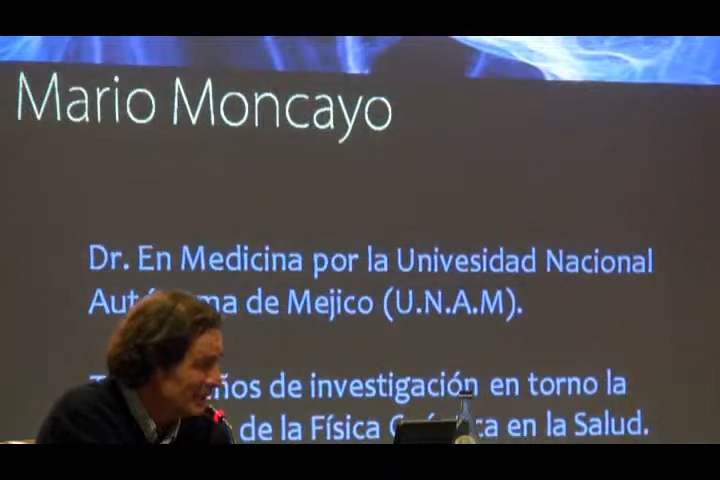 Mario Moncayo
Dr. En Medicina por la Univesidad Nacional
de Mejico (U.N.A.M).
de investigación en torno la
de la Física en la Salud.